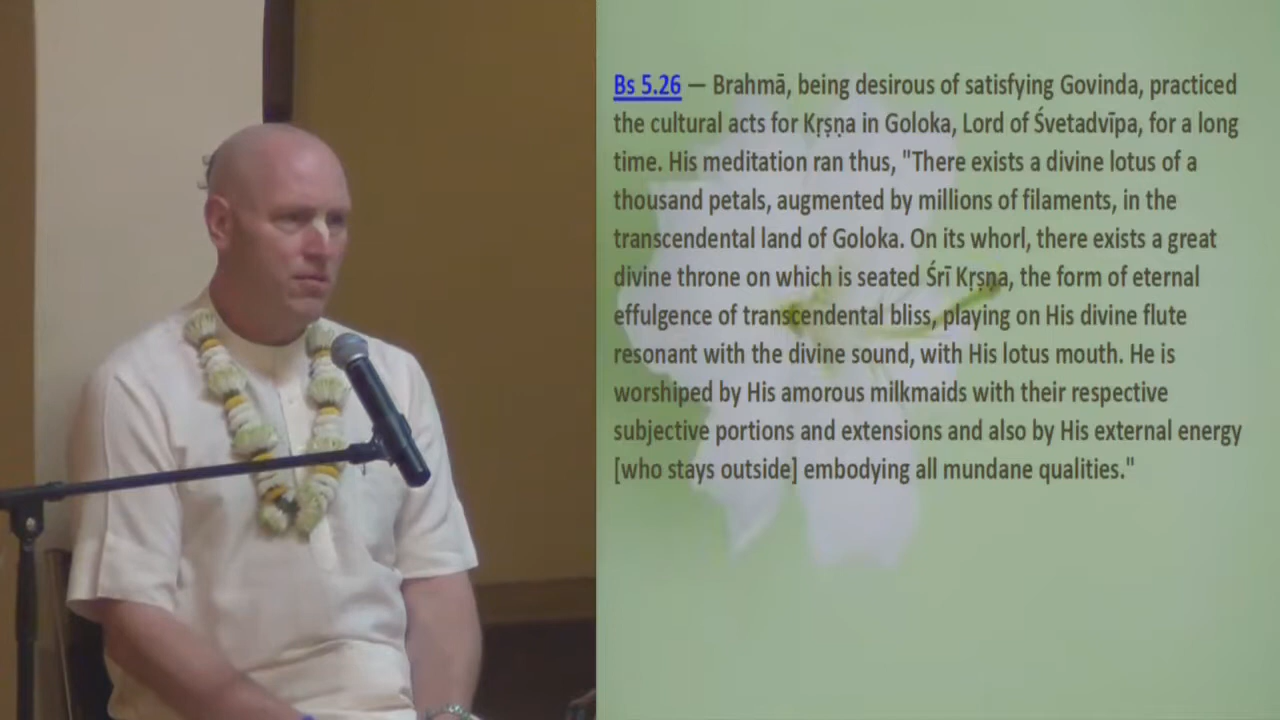 Bs 5.26 — Brahmā, being desirous of satisfying Govinda, practiced
the cultural acts for Kṛṣṇa in Goloka, Lord of Śvetadvīpa, for a long
time. His meditation ran thus, "There exists a divine lotus of a
thousand petals, augmented by millions of filaments, in the
transcendental land of Goloka. On its whorl, there exists a great
divine throne on which is seated Śrī Kṛṣṇa, the form of eternal
effulgence of transcendental bliss, playing on His divine flute
resonant with the divine sound, with His lotus mouth. He is
worshiped by His amorous milkmaids with their respective
subjective portions and extensions and also by His external energy
[who stays outside] embodying all mundane qualities."